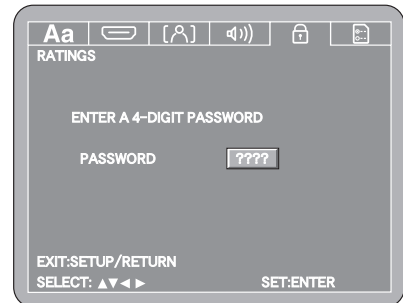 Aa
RATINGS
ENTER A 4-DIGIT PASSWORD
PASSWORD ????
EXIT:SETUP/RETURN
SELECT: ▲▼◄► SET:ENTER